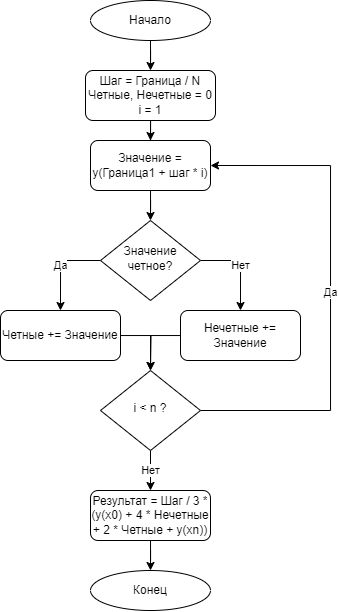 Начало
Шаг = Граница / N
Четные, Нечетные = 0
i = 1
Значение =
y(Граница1 + шаг * i)
Значение
четное?
Да
Нет
Да
Четные += Значение
Нечетные +=
Значение
i < n ?
Нет
Результат = Шаг / 3 *
(y(x0) + 4 * Нечетные
+ 2 * Четные + y(xn))
Конец